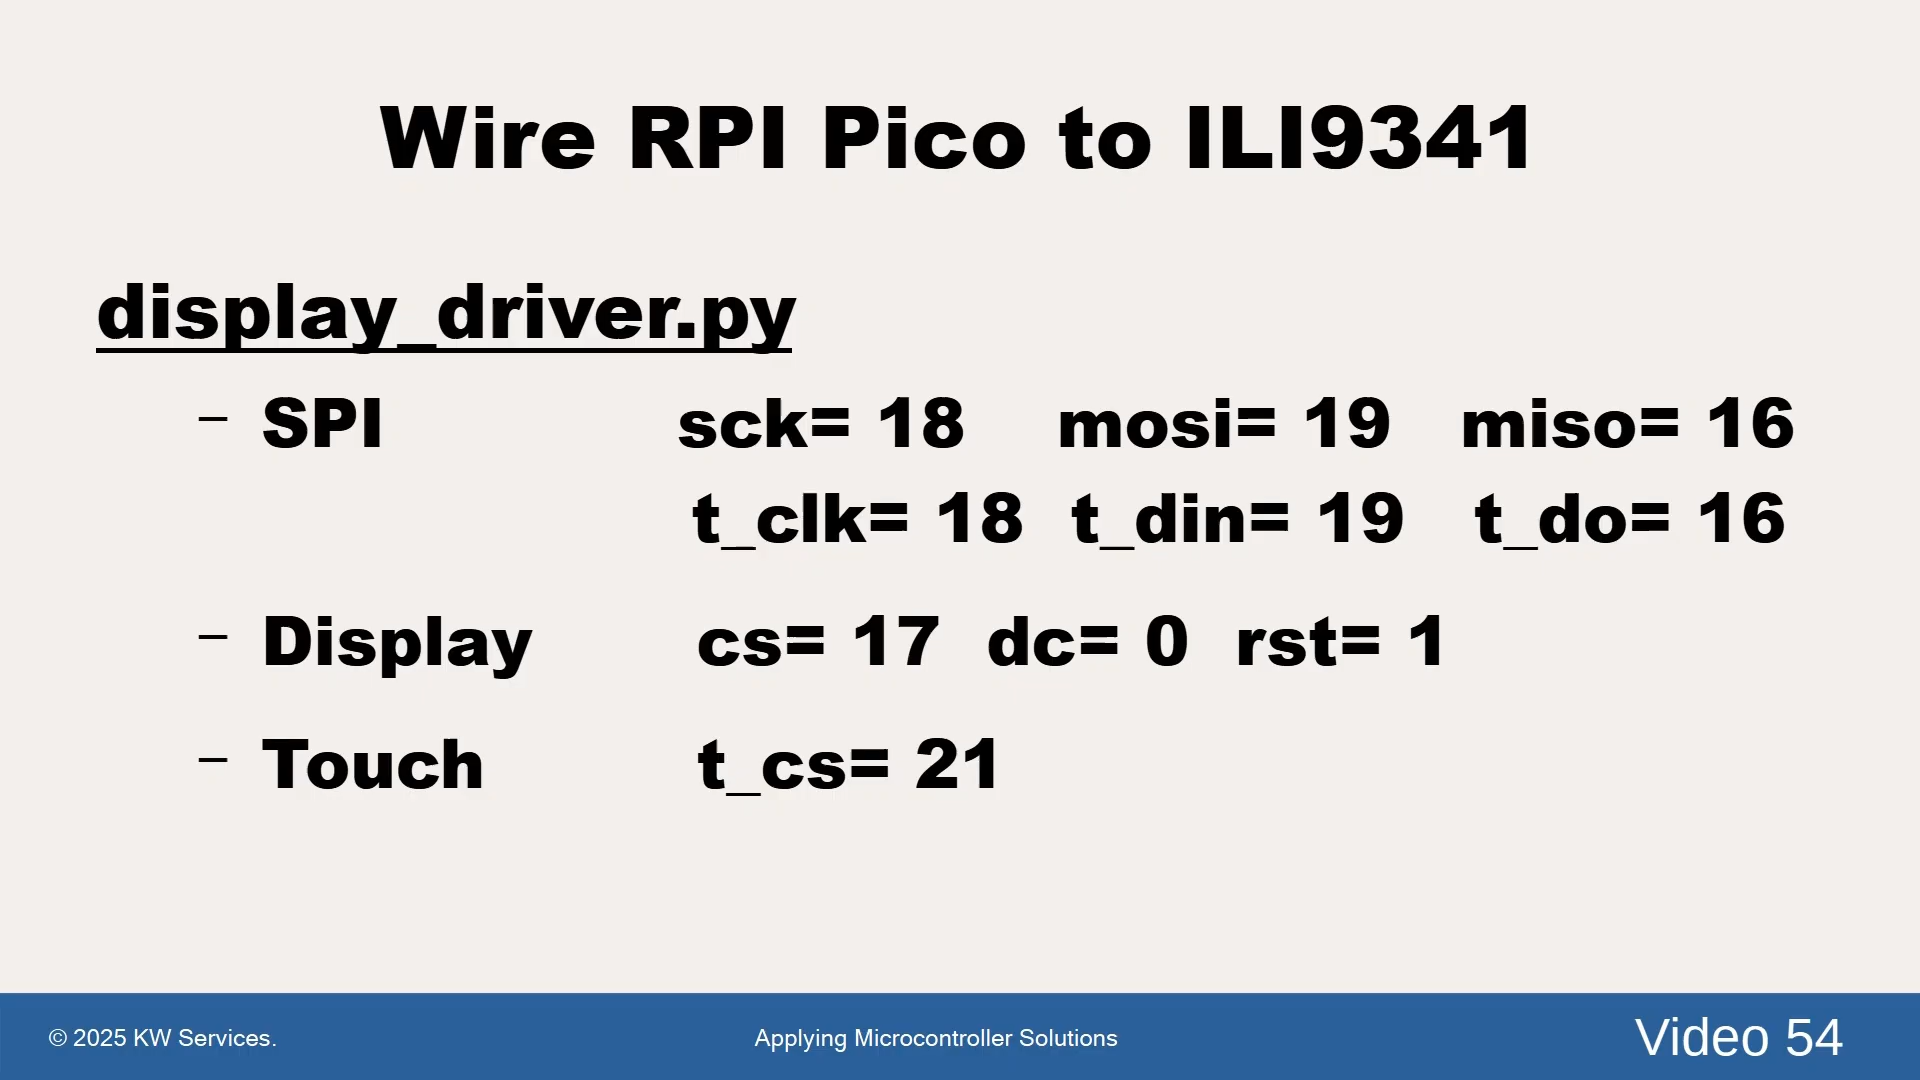 Wire RPI Pico to ILI9341
display_driver.py
– SPI sck= 18 mosi= 19 miso= 16
t_clk= 18 t_din= 19 t_do= 16
– Display cs= 17 dc= 0 rst= 1
– Touch t_cs= 21
© 2025 KW Services. Applying Microcontroller Solutions Video 54